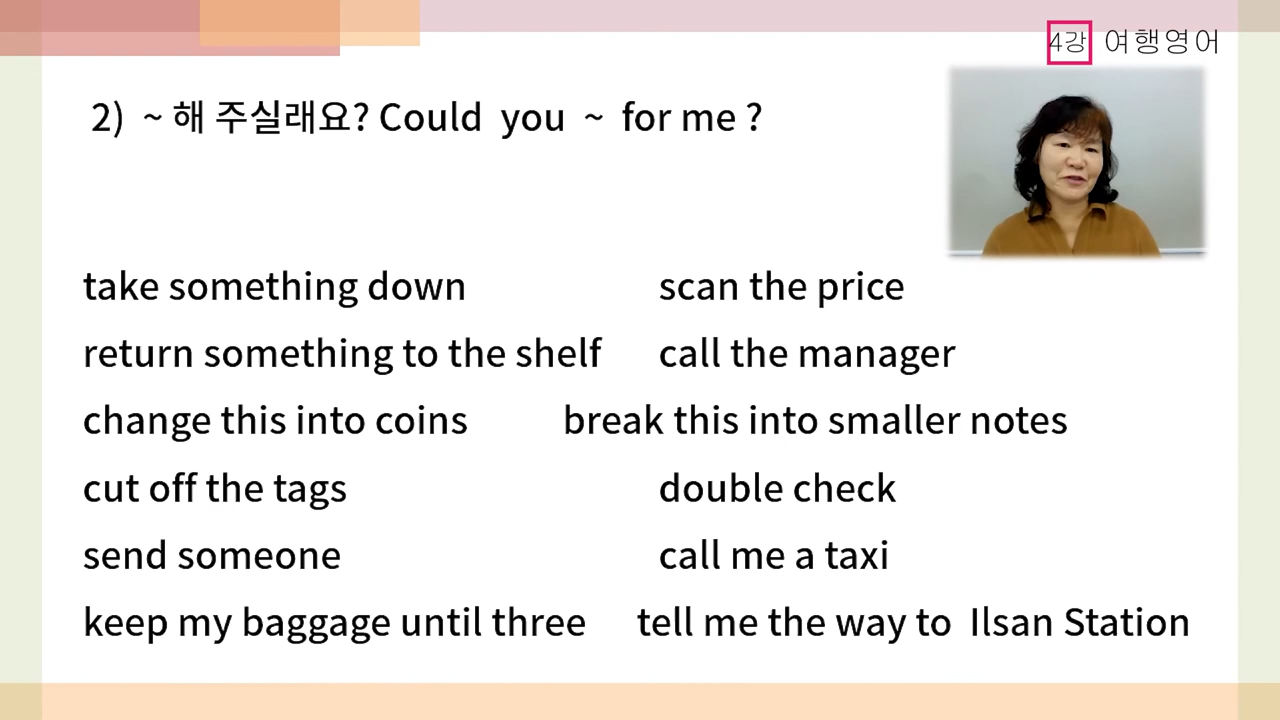 4강 여행영어
2) ~ 해 주실래요? Could you ~ for me ?
take something down scan the price
return something to the shelf call the manager
change this into coins break this into smaller notes
cut off the tags double check
send someone call me a taxi
keep my baggage until three tell me the way to Ilsan Station